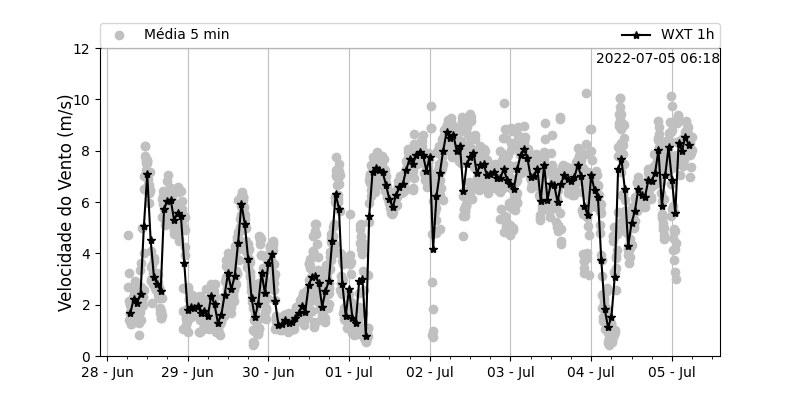 Média 5 min
WXT 1h
2022-07-05 06:18
Velocidade do Vento (m/s)
12
10
8
6
4
2
0
28 - Jun 29 - Jun 30 - Jun 01 - Jul 02 - Jul 03 - Jul 04 - Jul 05 - Jul